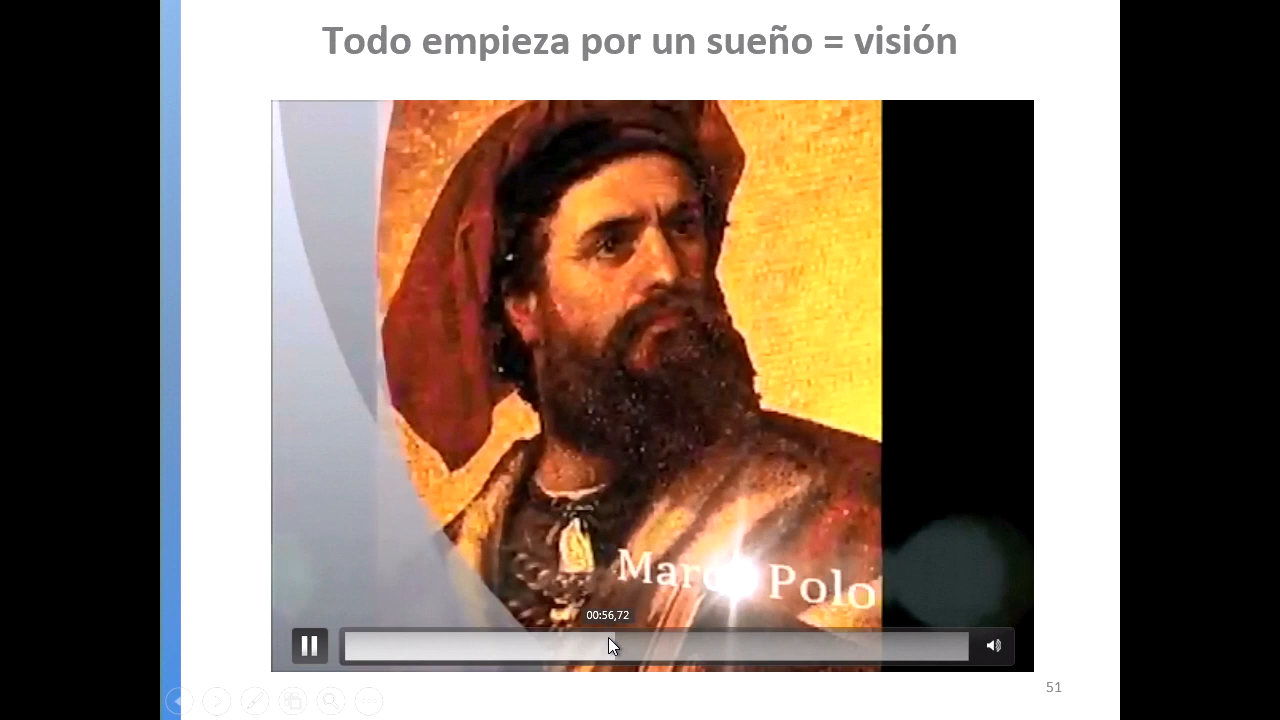 Todo empieza por un sueño = visión
Marco Polo
00:56,72
51